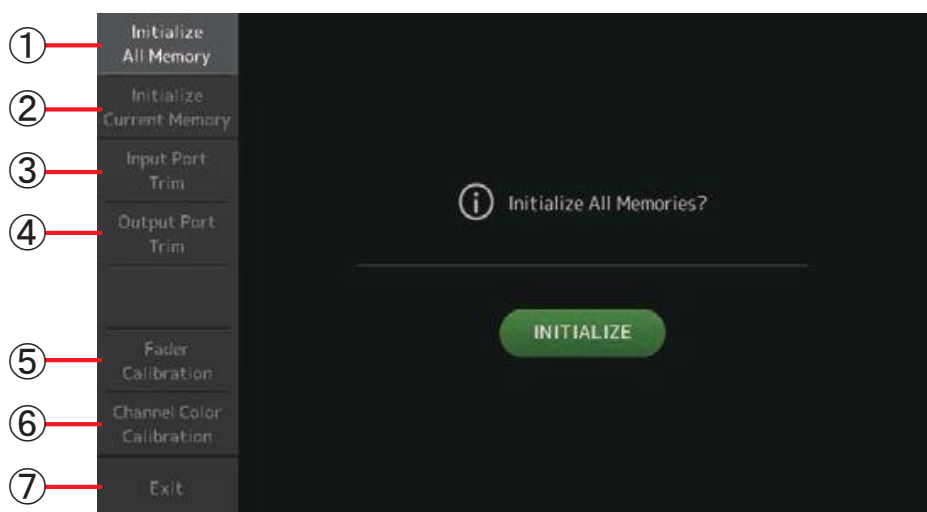 ① Initialize
All Memory
② Initialize
Current Memory
③ Input Port
Trim
④ Output Port
Trim
⑤ Fader
Calibration
⑥ Channel Color
Calibration
⑦ Exit
Initialize All Memories?
INITIALIZE